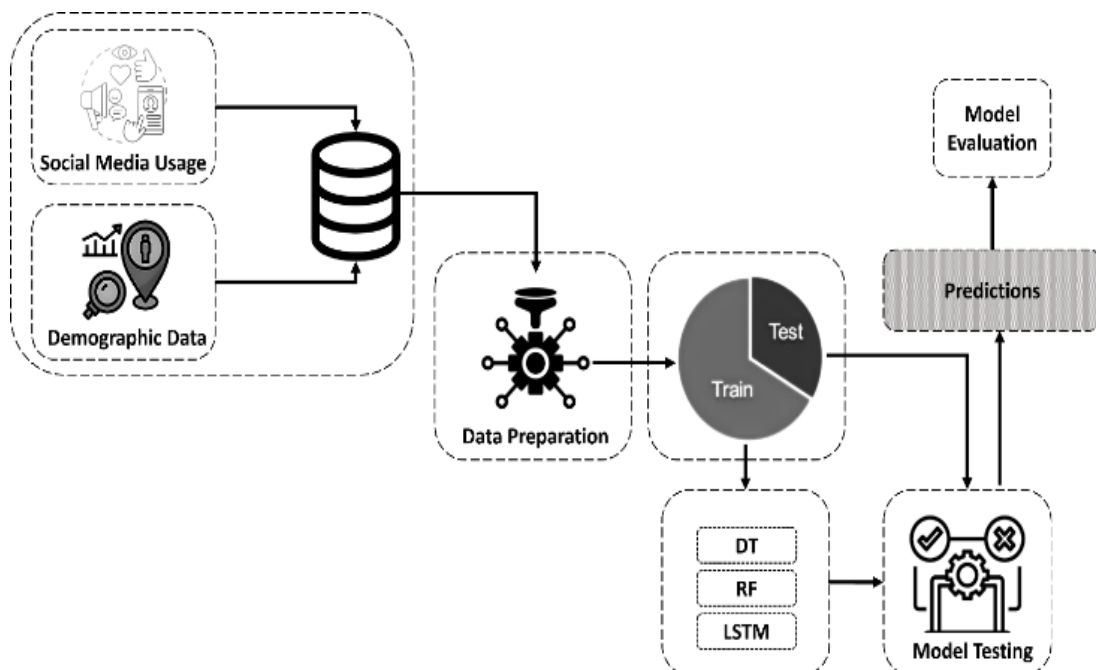 Social Media Usage
Demographic Data
Data Preparation
Test
Train
DT
RF
LSTM
Model Testing
Predictions
Model
Evaluation